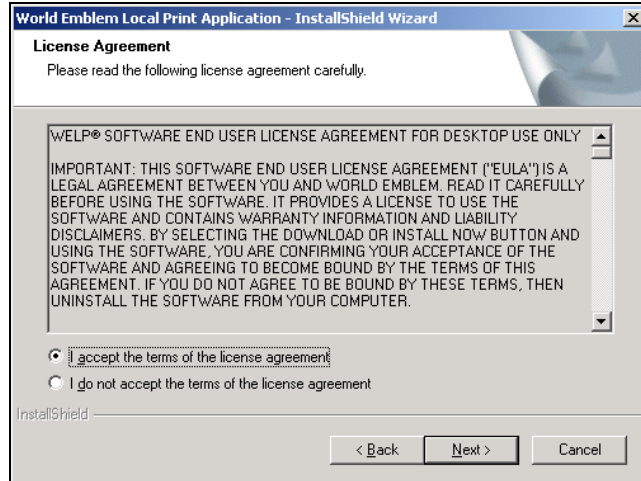 World Emblem Local Print Application - InstallShield Wizard
License Agreement
Please read the following license agreement carefully.
WELP® SOFTWARE END USER LICENSE AGREEMENT FOR DESKTOP USE ONLY
IMPORTANT: THIS SOFTWARE END USER LICENSE AGREEMENT ("EULA") IS A
LEGAL AGREEMENT BETWEEN YOU AND WORLD EMBLEM. READ IT CAREFULLY
BEFORE USING THE SOFTWARE. IT PROVIDES A LICENSE TO USE THE
SOFTWARE AND CONTAINS WARRANTY INFORMATION AND LIABILITY
DISCLAIMERS. BY SELECTING THE DOWNLOAD OR INSTALL NOW BUTTON AND
USING THE SOFTWARE, YOU ARE CONFIRMING YOUR ACCEPTANCE OF THE
SOFTWARE AND AGREEING TO BECOME BOUND BY THE TERMS OF THIS
AGREEMENT. IF YOU DO NOT AGREE TO BE BOUND BY THESE TERMS, THEN
UNINSTALL THE SOFTWARE FROM YOUR COMPUTER.
I accept the terms of the license agreement
I do not accept the terms of the license agreement
InstallShield
< Back Next > Cancel